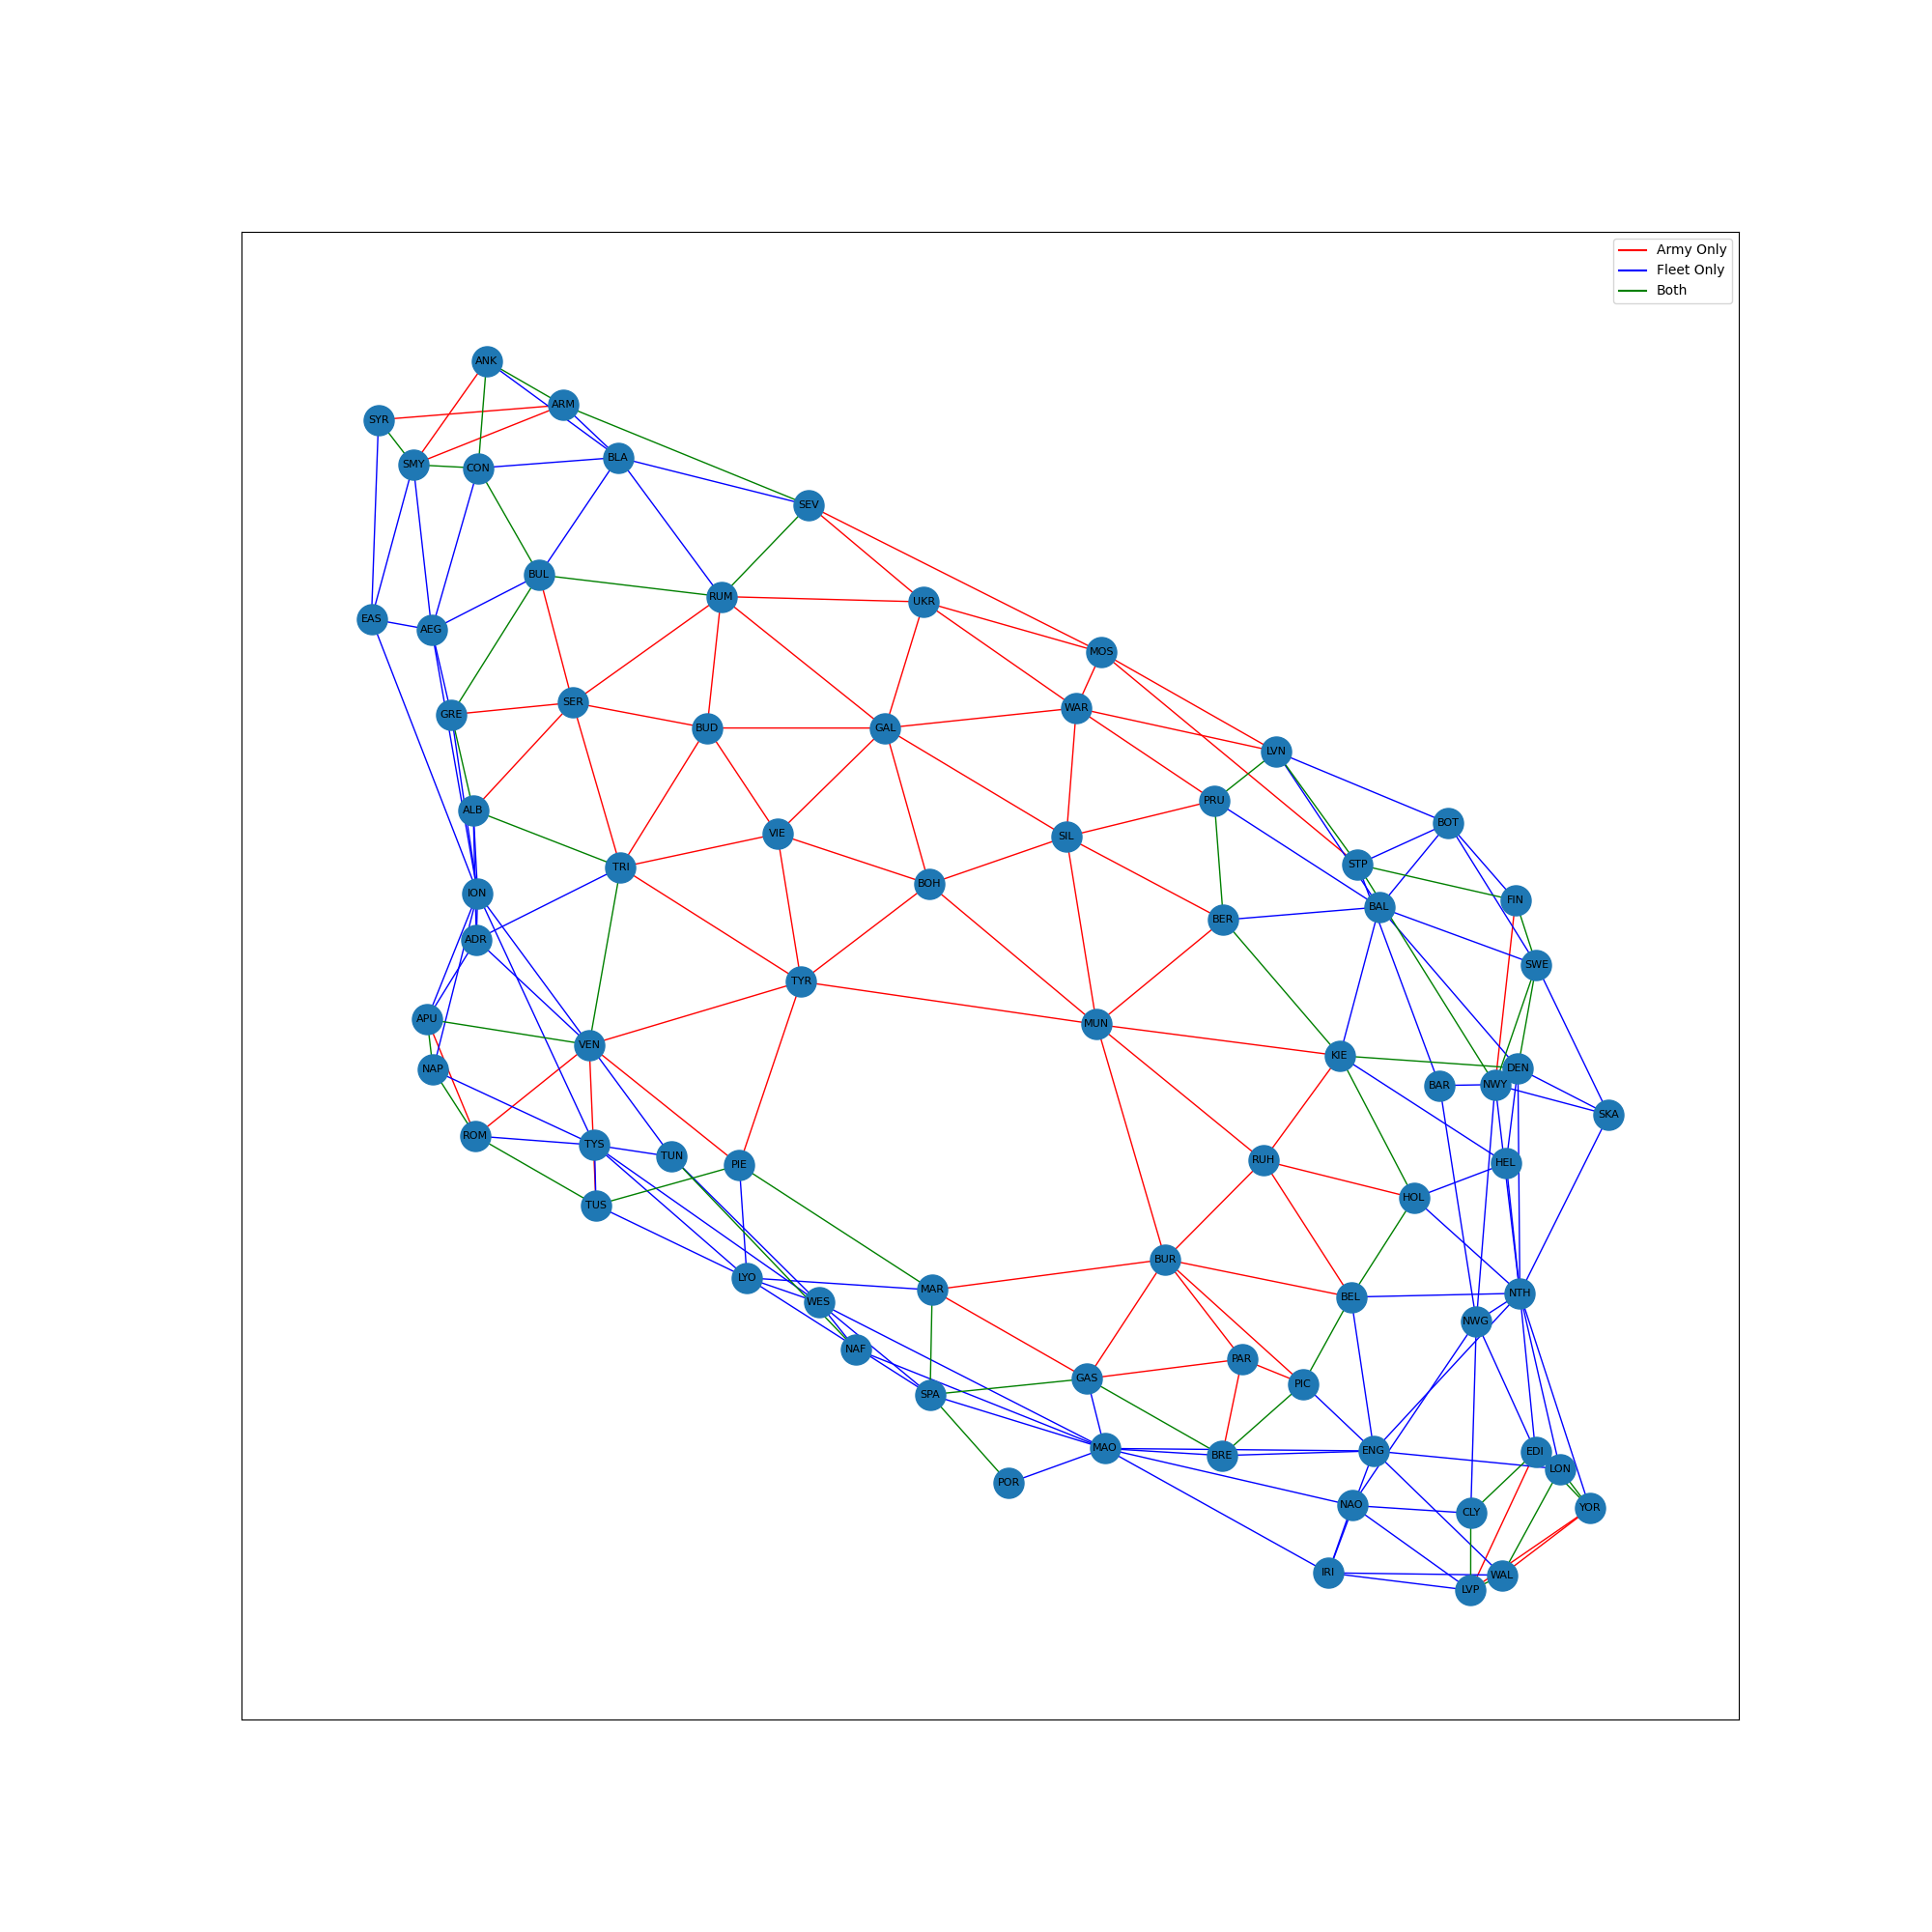 Army Only
Fleet Only
Both
ANK
ARM
SYR
BLA
SMY
CON
SEV
BUL
RUM
UKR
EAS
AEG
MOS
SER
WAR
GRE
BUD
GAL
LVN
PRU
ALB
BOT
VIE
SIL
STP
TRI
BOH
ION
FIN
BAL
BER
ADR
SWE
TYR
APU
MUN
VEN
KIE
NAP
DEN
BAR
NWY
SKA
ROM
TYS
TUN
RUH
HEL
PIE
HOL
TUS
BUR
LYO
MAR
NTH
BEL
WES
NWG
NAF
PAR
GAS
PIC
SPA
MAO
ENG
EDI
BRE
LON
POR
NAO
YOR
CLY
IRI
WAL
LVP